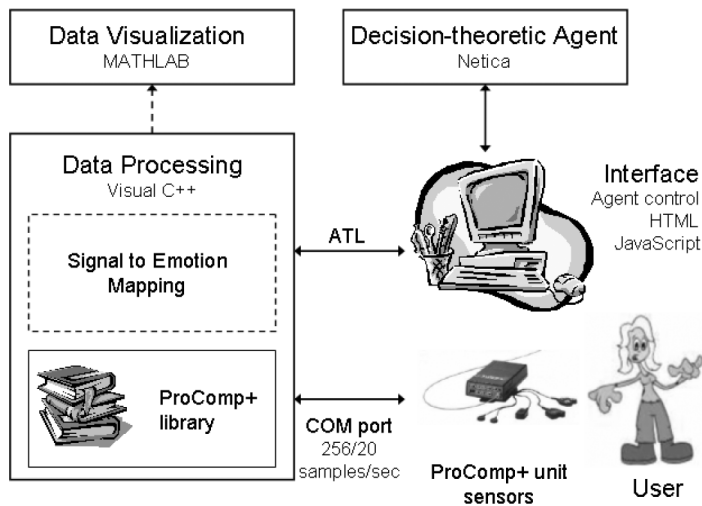 Data Visualization
MATHLAB
Decision-theoretic Agent
Netica
Data Processing
Visual C++
Signal to Emotion
Mapping
ProComp+
library
ATL
Interface
Agent control
HTML
JavaScript
COM port
256/20
samples/sec
ProComp+ unit
sensors
User